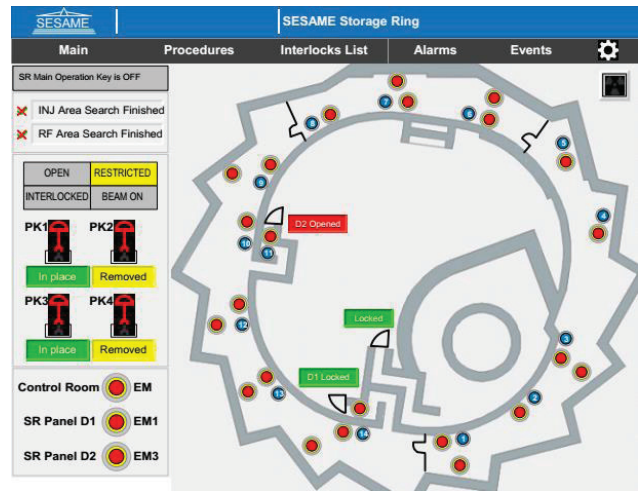 SESAME
SESAME Storage Ring
Main Procedures Interlocks List Alarms Events
SR Main Operation Key is OFF
INJ Area Search Finished
RF Area Search Finished
OPEN RESTRICTED
INTERLOCKED BEAM ON
PK1 PK2
In place Removed
PK3 PK4
In place Removed
Control Room EM
SR Panel D1 EM1
SR Panel D2 EM3
7
8
6
5
9
4
D2 Opened
10
11
Locked
12
3
D1 Locked
13
2
14
1